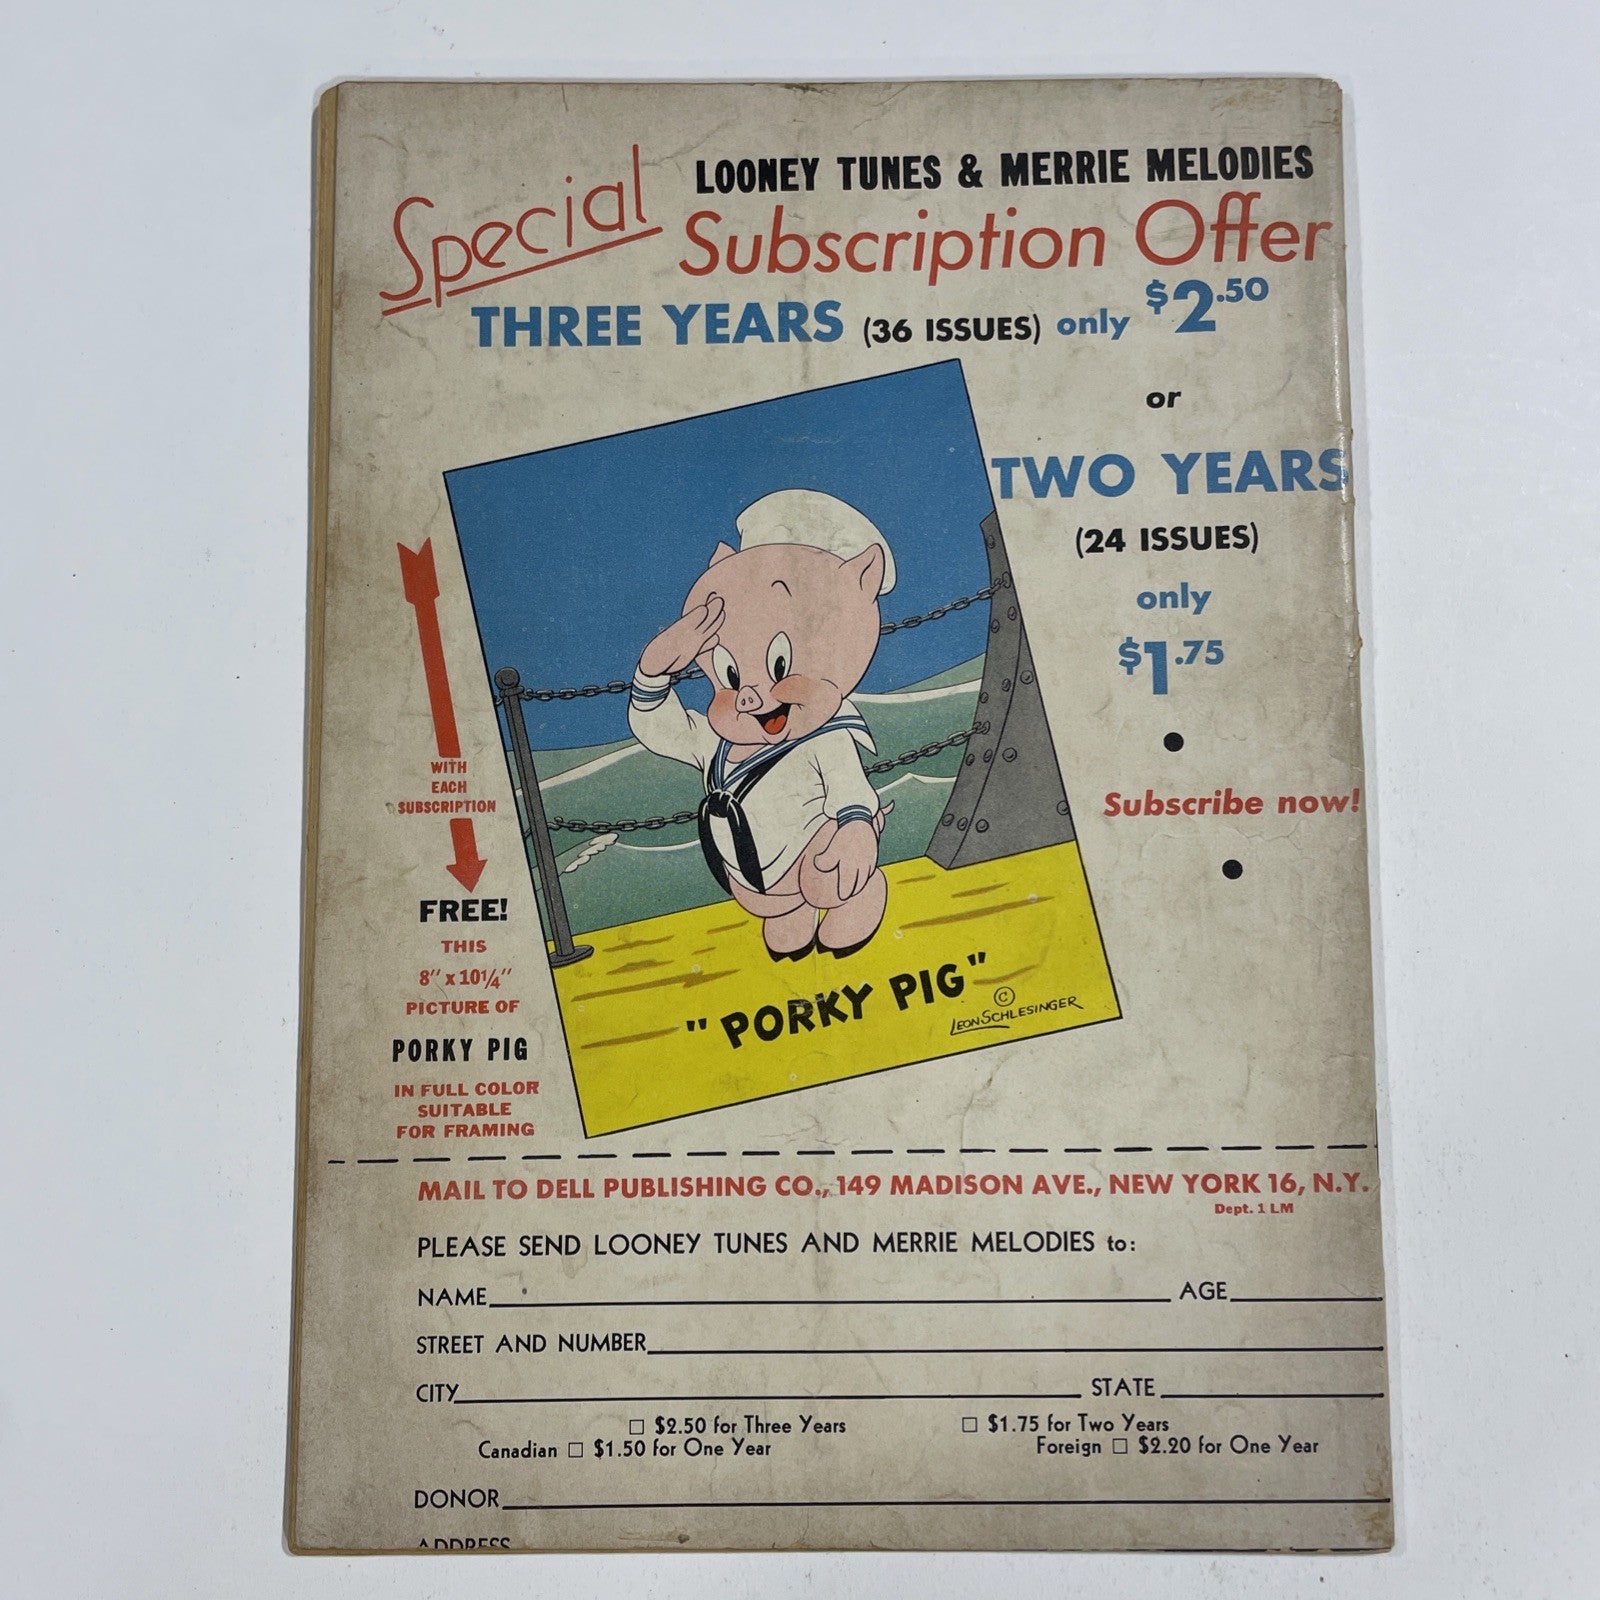 Special LOONEY TUNES & MERRIE MELODIES
Subscription Offer
THREE YEARS (36 ISSUES) only $2.50
or
TWO YEARS
(24 ISSUES)
only
$1.75
Subscribe now!
WITH
EACH
SUBSCRIPTION
FREE!
THIS
8" x 10¼"
PICTURE OF
PORKY PIG
IN FULL COLOR
SUITABLE
FOR FRAMING
"PORKY PIG"
©
LEON SCHLESINGER
MAIL TO DELL PUBLISHING CO., 149 MADISON AVE., NEW YORK 16, N.Y.
Dept. 1 LM
PLEASE SEND LOONEY TUNES AND MERRIE MELODIES to:
NAME AGE
STREET AND NUMBER
CITY STATE
☐ $2.50 for Three Years ☐ $1.75 for Two Years
Canadian ☐ $1.50 for One Year Foreign ☐ $2.20 for One Year
DONOR
ADDRESS